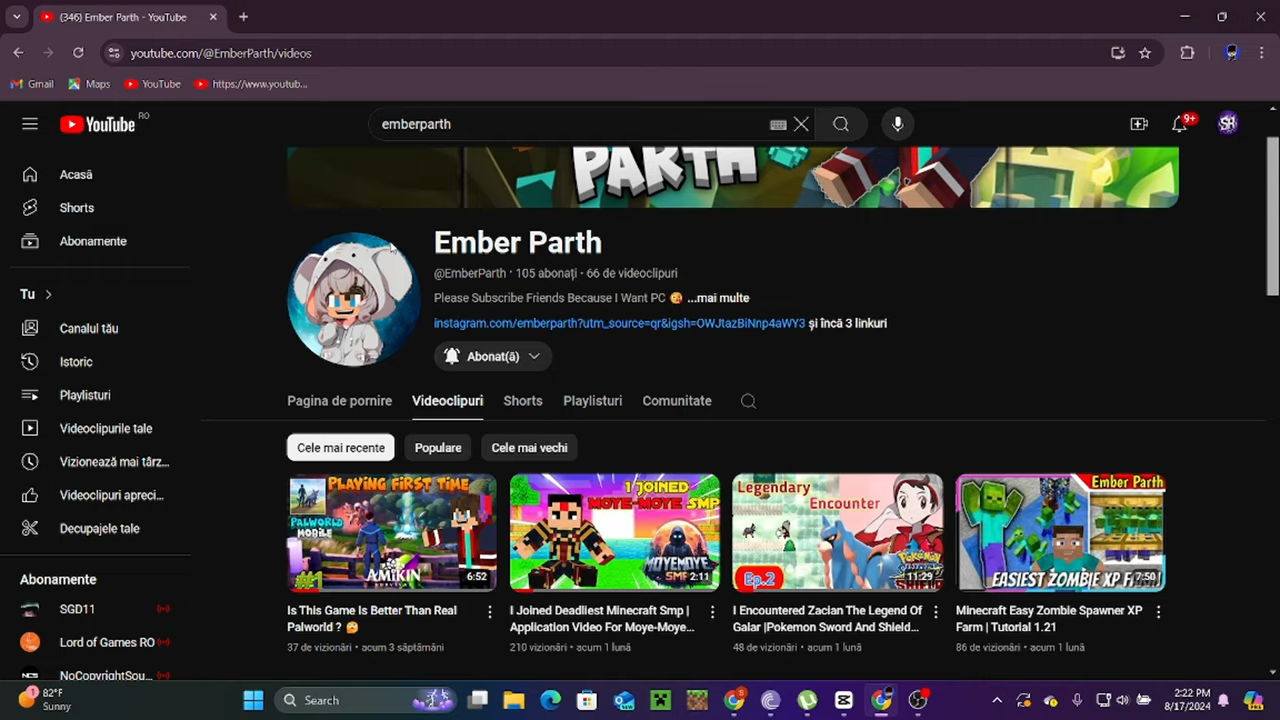 (346) Ember Parth - YouTube
youtube.com/@EmberParth/videos
Gmail
Maps
YouTube
https://www.youtub...
YouTube RO
emberparth
9+
SR
Acasă
Shorts
Abonamente
Tu
Canalul tău
Istoric
Playlisturi
Videoclipurile tale
Vizionează mai târz...
Videoclipuri apreci...
Decupajele tale
Abonamente
SGD11
Lord of Games RO
NoCopyrightSou...
PARTH
Ember Parth
@EmberParth · 105 abonați · 66 de videoclipuri
Please Subscribe Friends Because I Want PC 😘 ...mai multe
instagram.com/emberparth?utm_source=qr&igsh=OWJtazBiNnp4aWY3 și încă 3 linkuri
Abonat(ă)
Pagina de pornire
Videoclipuri
Shorts
Playlisturi
Comunitate
Cele mai recente
Populare
Cele mai vechi
PLAYING FIRST TIME
PALWORLD
MOBILE
#1
AMIKIN
6:52
Is This Game Is Better Than Real
Palworld ? 🫣
37 de vizionări · acum 3 săptămâni
I JOINED
MOYE-MOYE SMP
MOYEMOYE
SMP
2:11
I Joined Deadliest Minecraft Smp |
Application Video For Moye-Moye...
210 vizionări · acum 1 lună
Legendary
Encounter
Ep.2
11:29
I Encountered Zacian The Legend Of
Galar |Pokemon Sword And Shield...
48 de vizionări · acum 1 lună
Ember Parth
EASIEST ZOMBIE XP F
7:50
Minecraft Easy Zombie Spawner XP
Farm | Tutorial 1.21
86 de vizionări · acum 1 lună
82°F
Sunny
Search
2:22 PM
8/17/2024